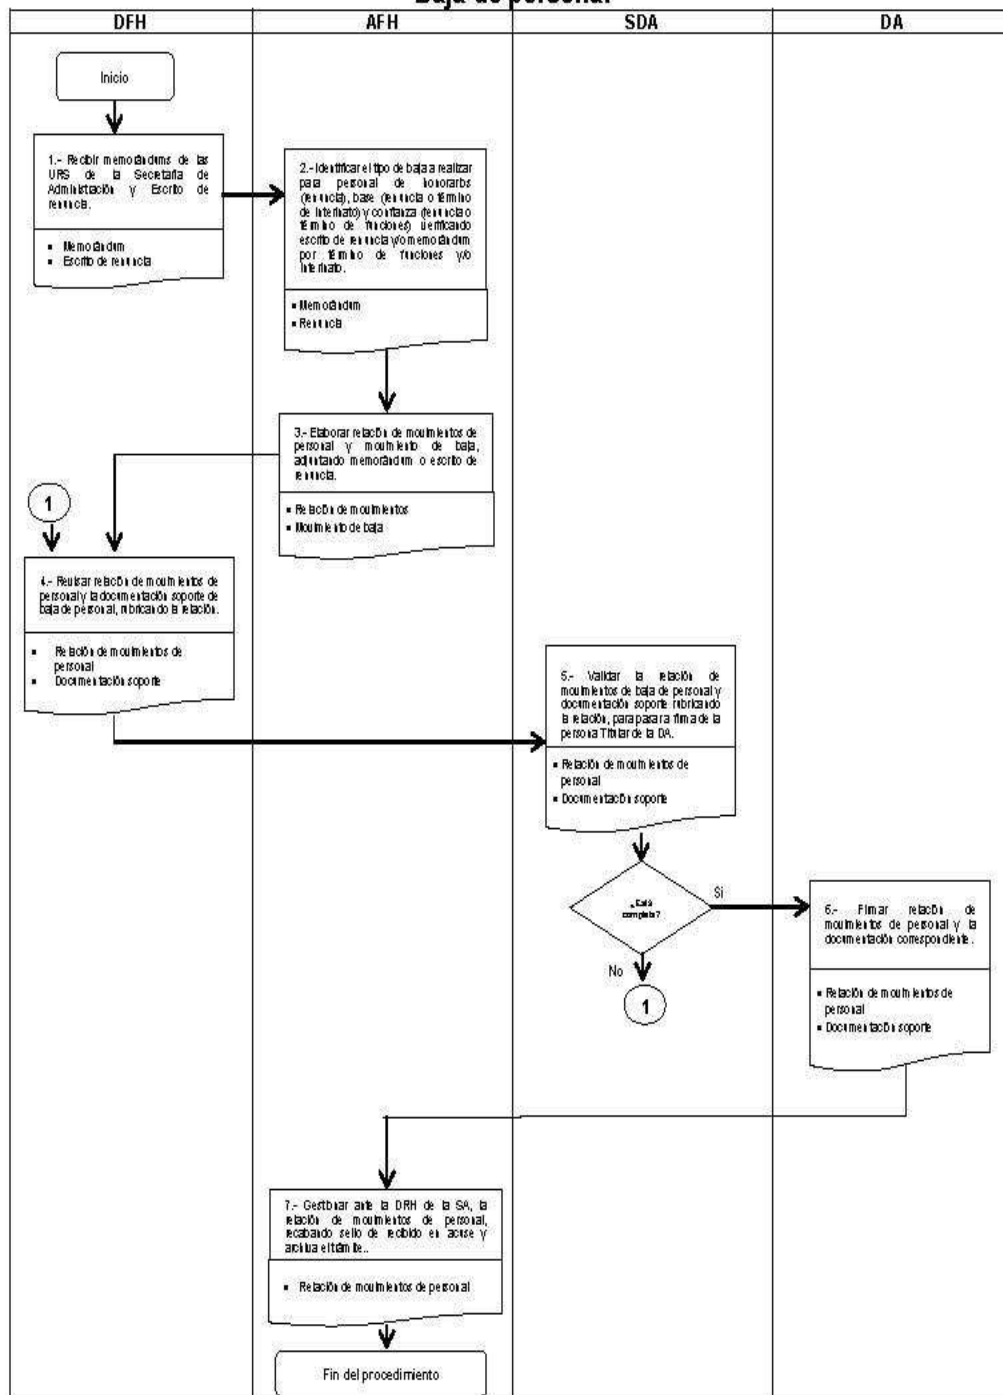 Baja de personal
DFH
AFH
SDA
DA
Inicio
1.- Recibir memorándums de las
URS de la Secretaría de
Administración y Escrito de
renuncia.
▪ Memorándum
▪ Escrito de renuncia
2.- Identificar el tipo de baja a realizar
para personal de honorarios
(renuncia), base (renuncia o término
de interinato) y confianza (renuncia o
término de funciones) verificando
escrito de renuncia y/o memorándum
por término de funciones y/o
interinato.
▪ Memorándum
▪ Renuncia
3.- Elaborar relación de movimientos de
personal y movimiento de baja,
adjuntando memorándum o escrito de
renuncia.
▪ Relación de movimientos
▪ Movimiento de baja
1
4.- Revisar relación de movimientos de
personal y la documentación soporte de
baja de personal, rubricando la relación.
▪ Relación de movimientos de
personal
▪ Documentación soporte
5.- Validar la relación de
movimientos de baja de personal y
documentación soporte rubricando
la relación, para pasar a firma de la
persona Titular de la DA.
▪ Relación de movimientos de
personal
▪ Documentación soporte
¿Está
completa?
Si
No
1
6.- Firmar relación de
movimientos de personal y la
documentación correspondiente.
▪ Relación de movimientos de
personal
▪ Documentación soporte
7.- Gestionar ante la DRH de la SA, la
relación de movimientos de personal,
recabando sello de recibido en acuse y
archiva el trámite..
▪ Relación de movimientos de personal
Fin del procedimiento